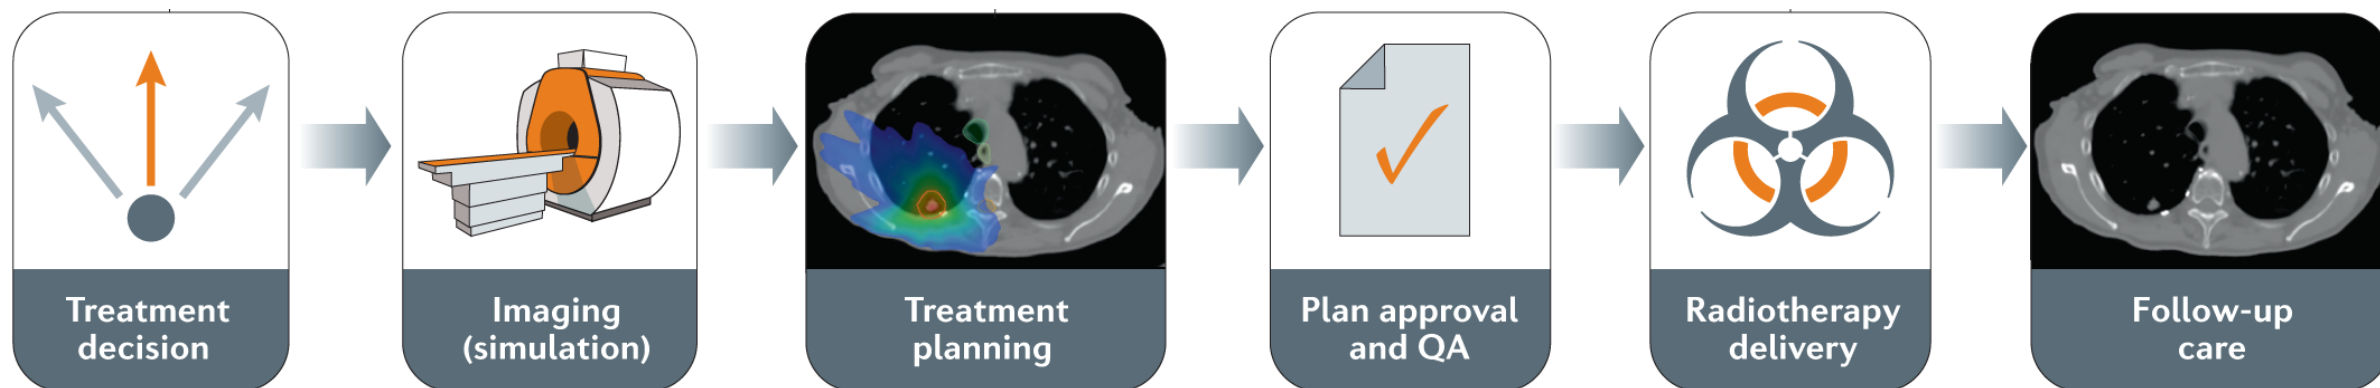 Treatment
decision
Imaging
(simulation)
Treatment
planning
Plan approval
and QA
Radiotherapy
delivery
Follow-up
care